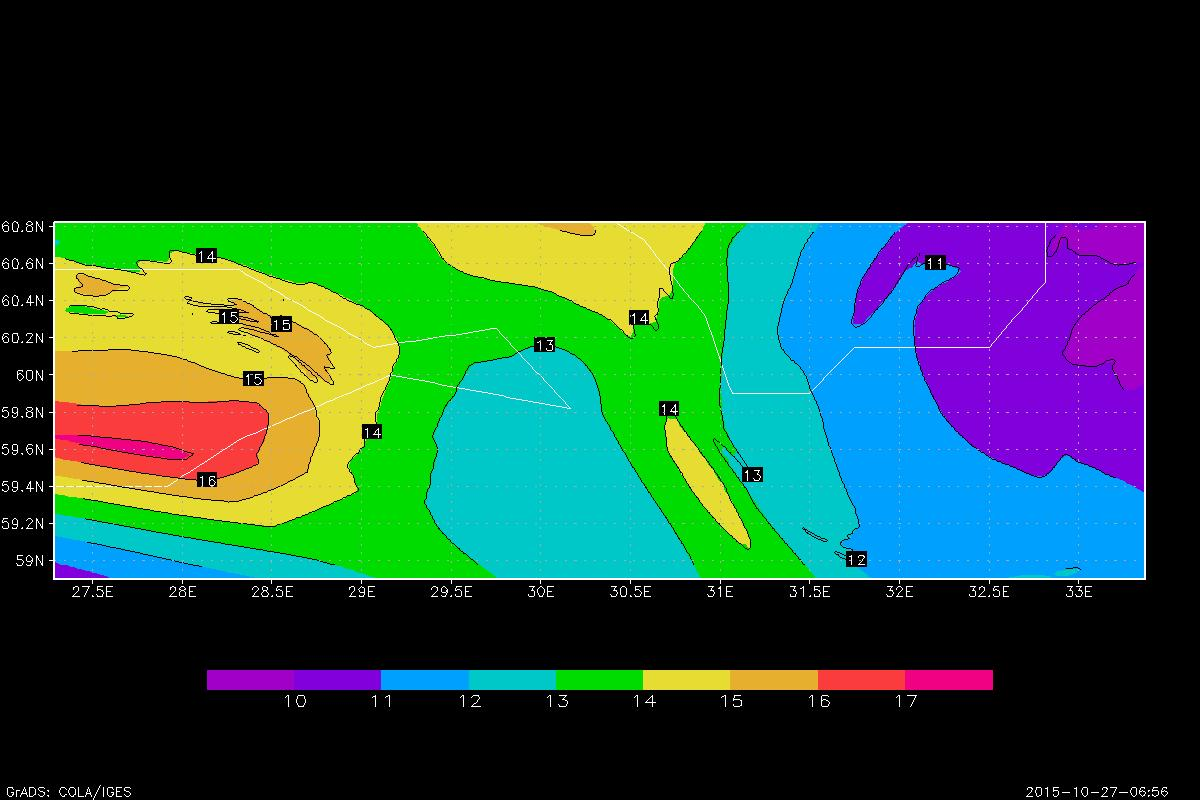 60.8N
60.6N
14
11
60.4N
15
15
14
60.2N
13
60N
15
59.8N
14
14
59.6N
13
59.4N
16
59.2N
59N
12
27.5E 28E 28.5E 29E 29.5E 30E 30.5E 31E 31.5E 32E 32.5E 33E
10 11 12 13 14 15 16 17
GrADS: COLA/IGES 2015-10-27-06:56